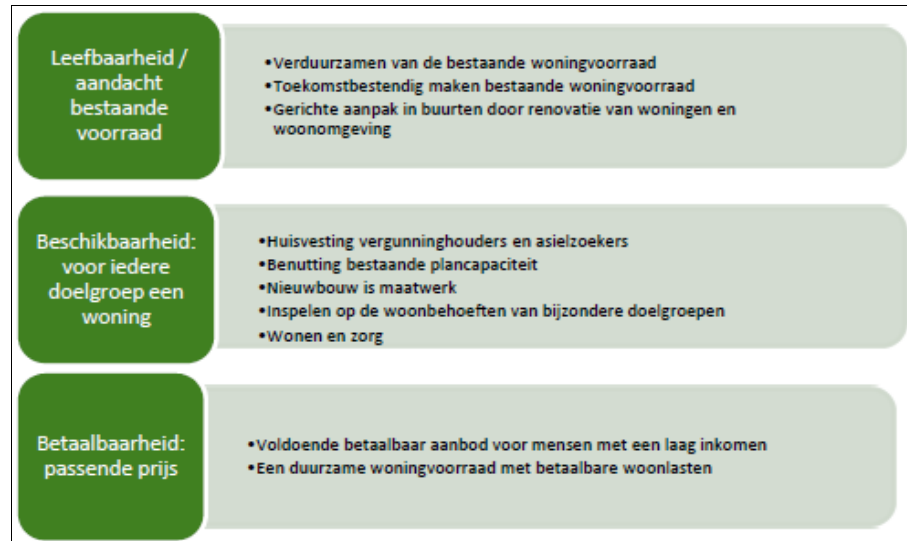 Leefbaarheid /
aandacht
bestaande
voorraad
•Verduurzamen van de bestaande woningvoorraad
•Toekomstbestendig maken bestaande woningvoorraad
•Gerichte aanpak in buurten door renovatie van woningen en
woonomgeving
Beschikbaarheid:
voor iedere
doelgroep een
woning
•Huisvesting vergunninghouders en asielzoekers
•Benutting bestaande plancapaciteit
•Nieuwbouw is maatwerk
•Inspelen op de woonbehoeften van bijzondere doelgroepen
•Wonen en zorg
Betaalbaarheid:
passende prijs
•Voldoende betaalbaar aanbod voor mensen met een laag inkomen
•Een duurzame woningvoorraad met betaalbare woonlasten